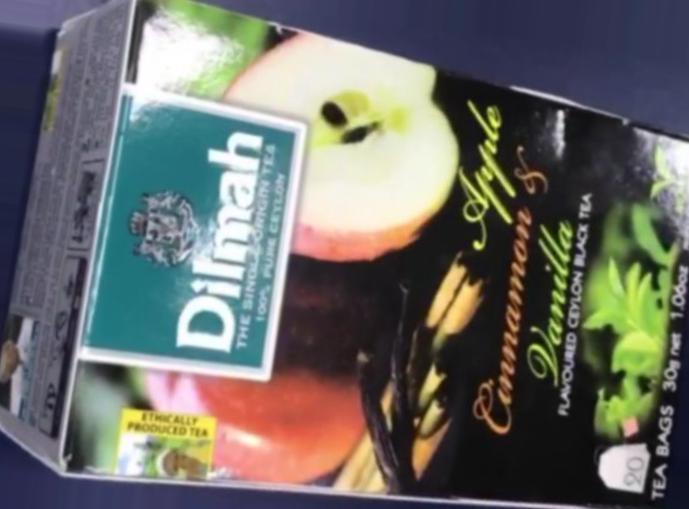 Dilmah
THE SINGLE ORIGIN TEA
100% PURE CEYLON
Apple
Cinnamon &
Vanilla
FLAVOURED CEYLON BLACK TEA
ETHICALLY
PRODUCED TEA
20
TEA BAGS 30g net 1.06oz